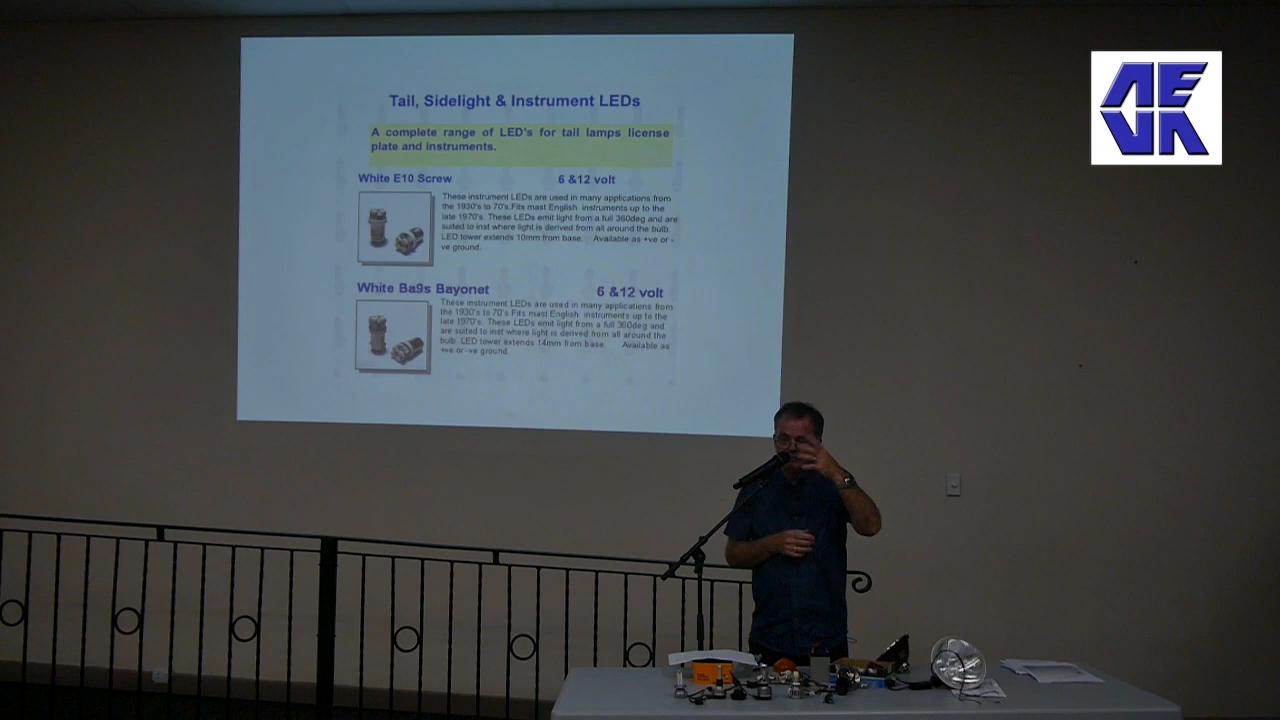 Tail, Sidelight & Instrument LEDs
A complete range of LED's for tail lamps license
plate and instruments.
White E10 Screw 6 &12 volt
These instrument LEDs are used in many applications from
the 1930's to 70's.Fits mast English instruments up to the
late 1970's. These LEDs emit light from a full 360deg and are
suited to inst where light is derived from all around the bulb.
LED tower extends 10mm from base. Available as +ve or -
ve ground.
White Ba9s Bayonet 6 &12 volt
These instrument LEDs are used in many applications from
the 1930's to 70's Fits mast English instruments up to the
late 1970's. These LEDs emit light from a full 360deg and
are suited to inst where light is derived from all around the
bulb. LED tower extends 14mm from base. Available as
+ve or -ve ground.